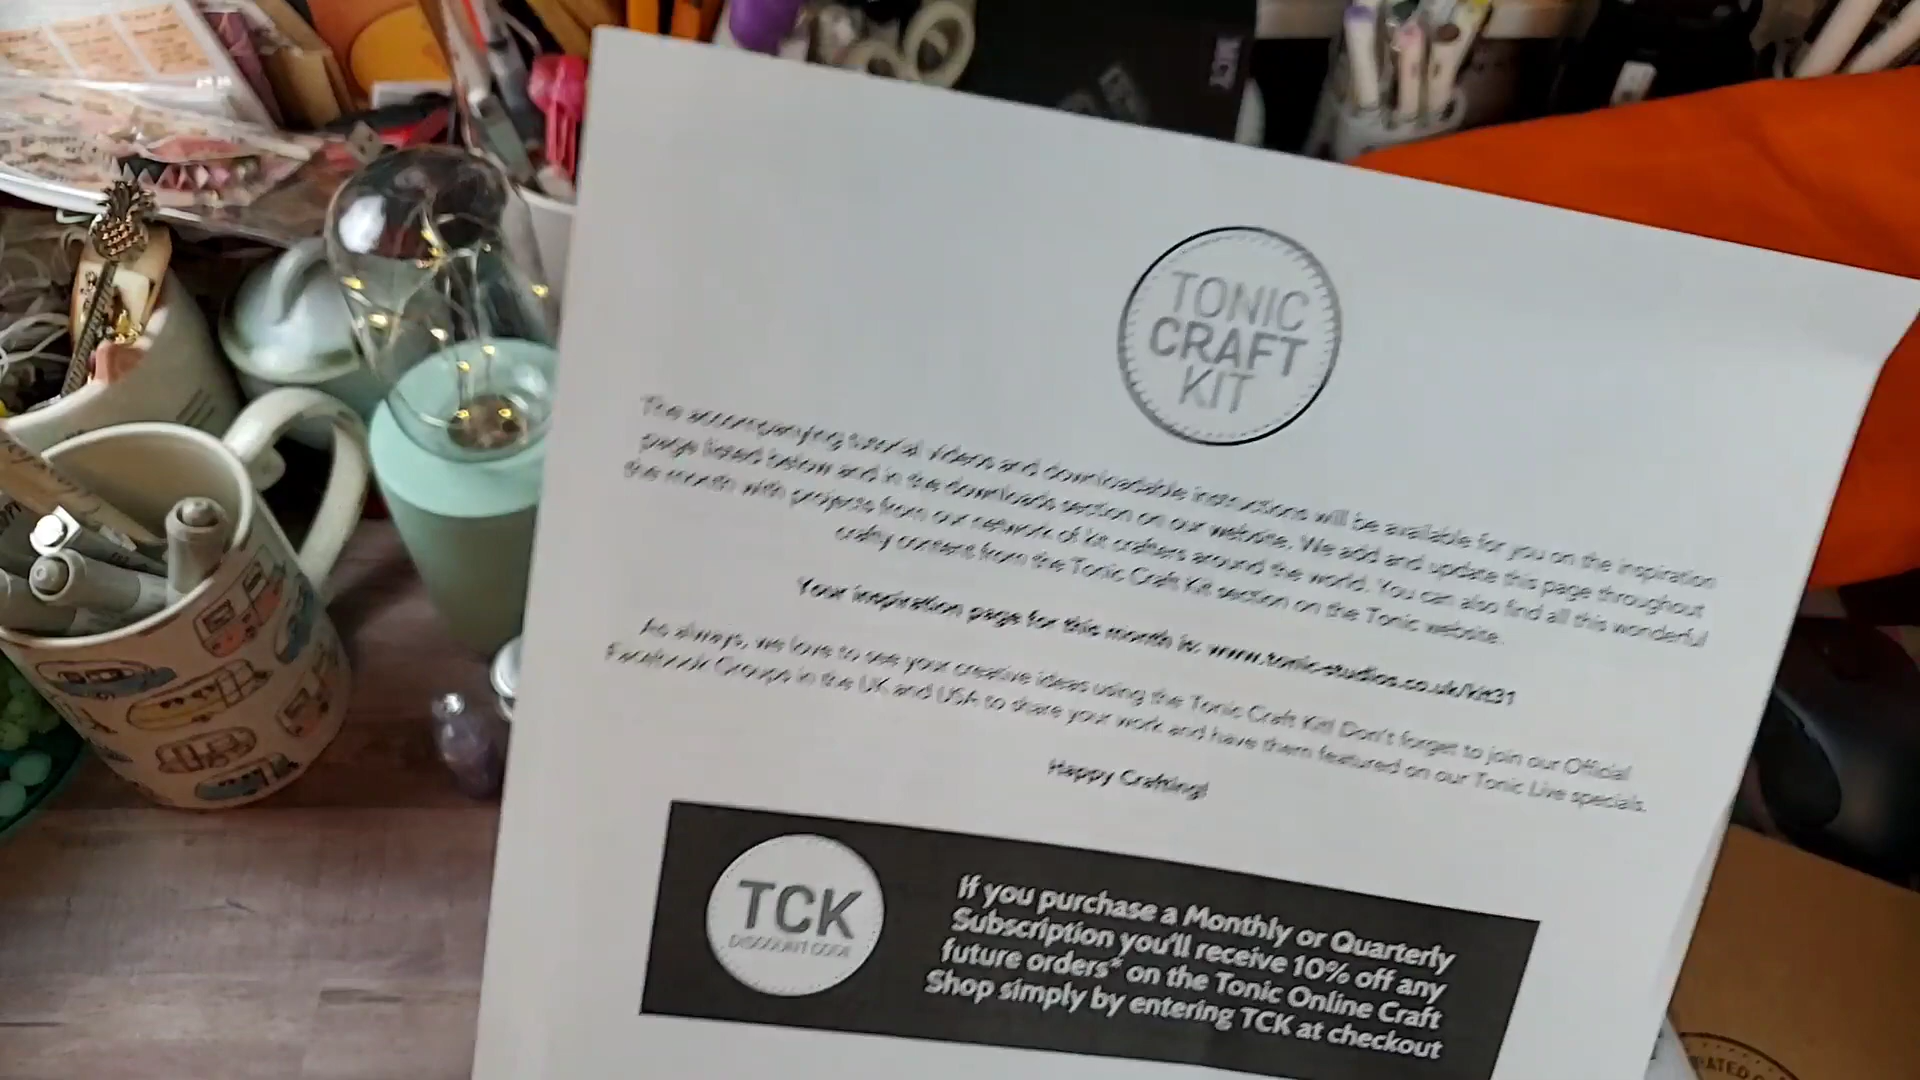 TONIC
CRAFT
KIT
The accompanying tutorial videos and downloadable instructions will be available for you on the inspiration
page listed below and in the downloads section on our website. We add and update this page throughout
the month with projects from our network of kit crafters around the world. You can also find all this wonderful
crafty content from the Tonic Craft Kit section on the Tonic website.
Your inspiration page for this month is: www.tonic-studios.co.uk/kit31
As always, we love to see your creative ideas using the Tonic Craft Kit! Don't forget to join our Official
Facebook Groups in the UK and USA to share your work and have them featured on our Tonic Live specials.
Happy Crafting!
TCK
DISCOUNT CODE
If you purchase a Monthly or Quarterly
Subscription you'll receive 10% off any
future orders* on the Tonic Online Craft
Shop simply by entering TCK at checkout